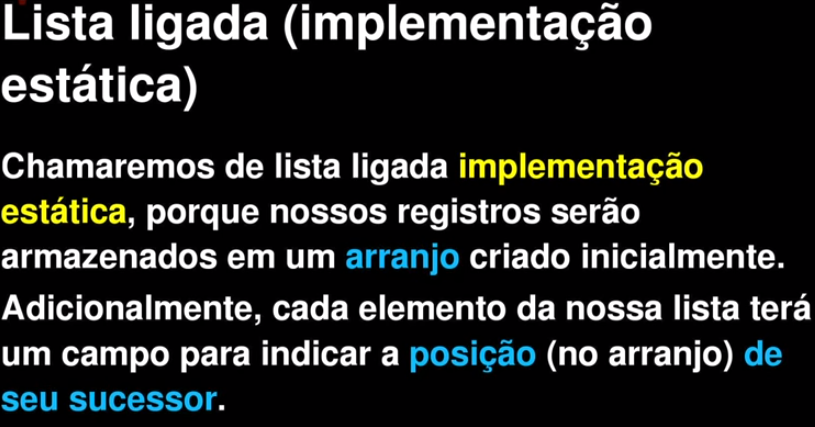 Lista ligada (implementação
estática)
Chamaremos de lista ligada implementação
estática, porque nossos registros serão
armazenados em um arranjo criado inicialmente.
Adicionalmente, cada elemento da nossa lista terá
um campo para indicar a posição (no arranjo) de
seu sucessor.